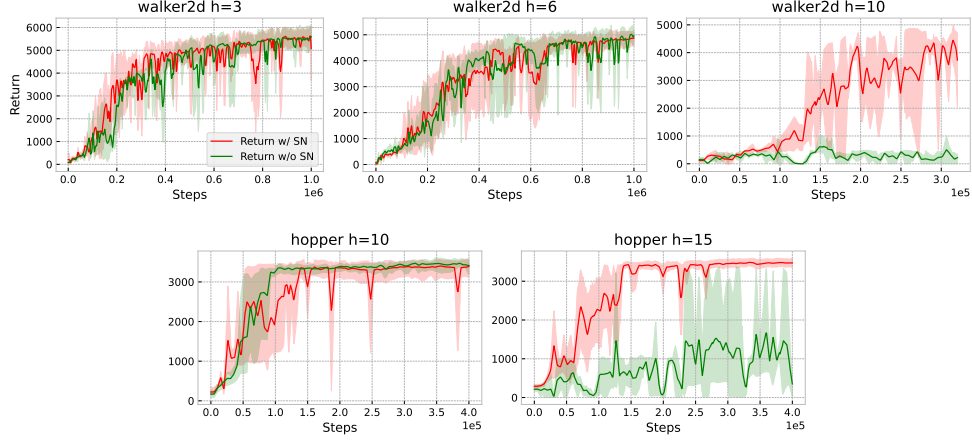 walker2d h=3
walker2d h=6
walker2d h=10
Return
6000
5000
4000
3000
2000
1000
0
Return w/ SN
Return w/o SN
0.0 0.2 0.4 0.6 0.8 1.0
Steps
1e6
5000
4000
3000
2000
1000
0
0.0 0.2 0.4 0.6 0.8 1.0
Steps
1e6
5000
4000
3000
2000
1000
0
0.0 0.5 1.0 1.5 2.0 2.5 3.0
Steps
1e5
hopper h=10
hopper h=15
3000
2000
1000
0
0.0 0.5 1.0 1.5 2.0 2.5 3.0 3.5 4.0
Steps
1e5
3000
2000
1000
0
0.0 0.5 1.0 1.5 2.0 2.5 3.0 3.5 4.0
Steps
1e5